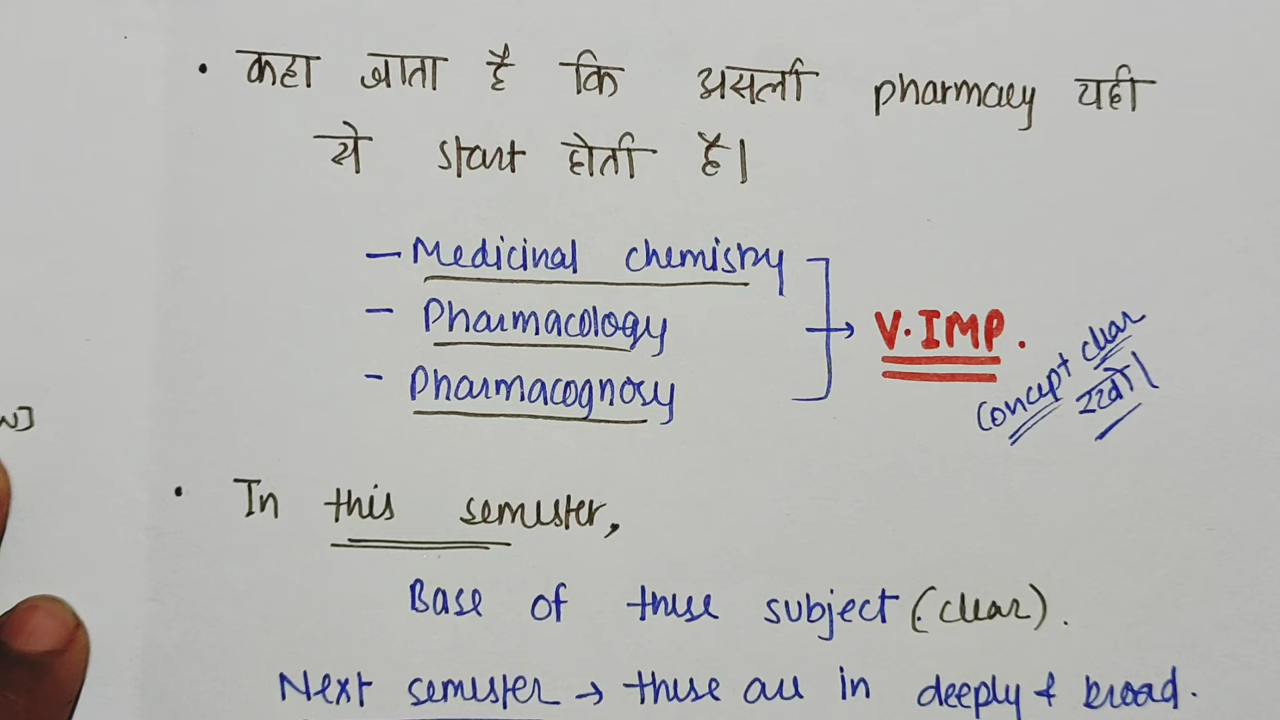 • कहा जाता है कि असली pharmacy यही
से start होती है।
- Medicinal chemistry
- Pharmacology
- Pharmacognosy
V. IMP.
concept clear
रखो।
• In this semester,
Base of these subject (clear).
Next semester → these are in deeply & broad.